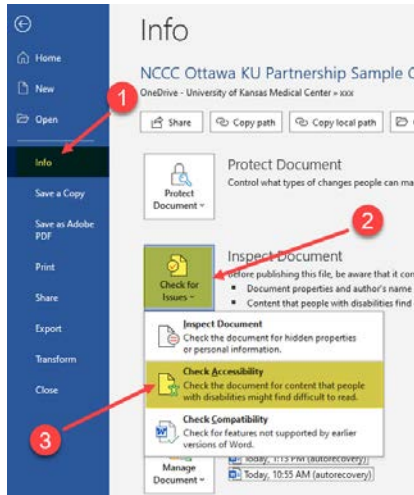 Info
Home
New
Open
Info
Save a Copy
Save as Adobe
PDF
Print
Share
Export
Transform
Close
NCCC Ottawa KU Partnership Sample
OneDrive - University of Kansas Medical Center » xxx
Share
Copy path
Copy local path
1
Protect
Document
Protect Document
Control what types of changes people can ma
2
Check for
Issues
Inspect Document
Before publishing this file, be aware that it con
Document properties and author's name
Content that people with disabilities find
Inspect Document
Check the document for hidden properties
or personal information.
Check Accessibility
Check the document for content that people
with disabilities might find difficult to read.
3
Check Compatibility
Check for features not supported by earlier
versions of Word.
Manage
Document
Today, 1:13 PM (autorecovery)
Today, 10:55 AM (autorecovery)